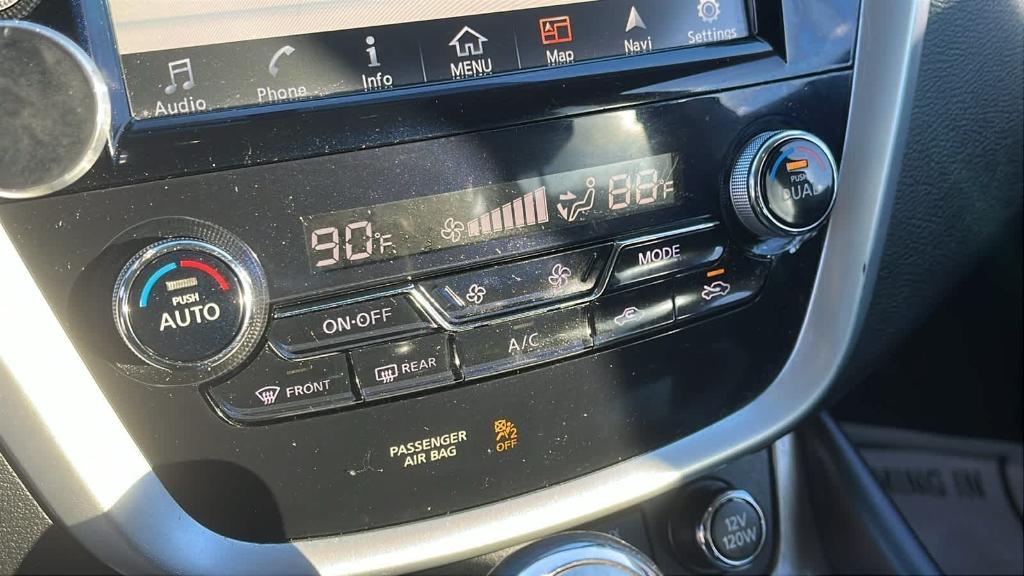 Audio Phone Info MENU Map Navi Settings
90°F 88°F
PUSH
DUAL
PUSH
AUTO
ON·OFF MODE
FRONT REAR A/C
PASSENGER
AIR BAG
OFF
12V
120W